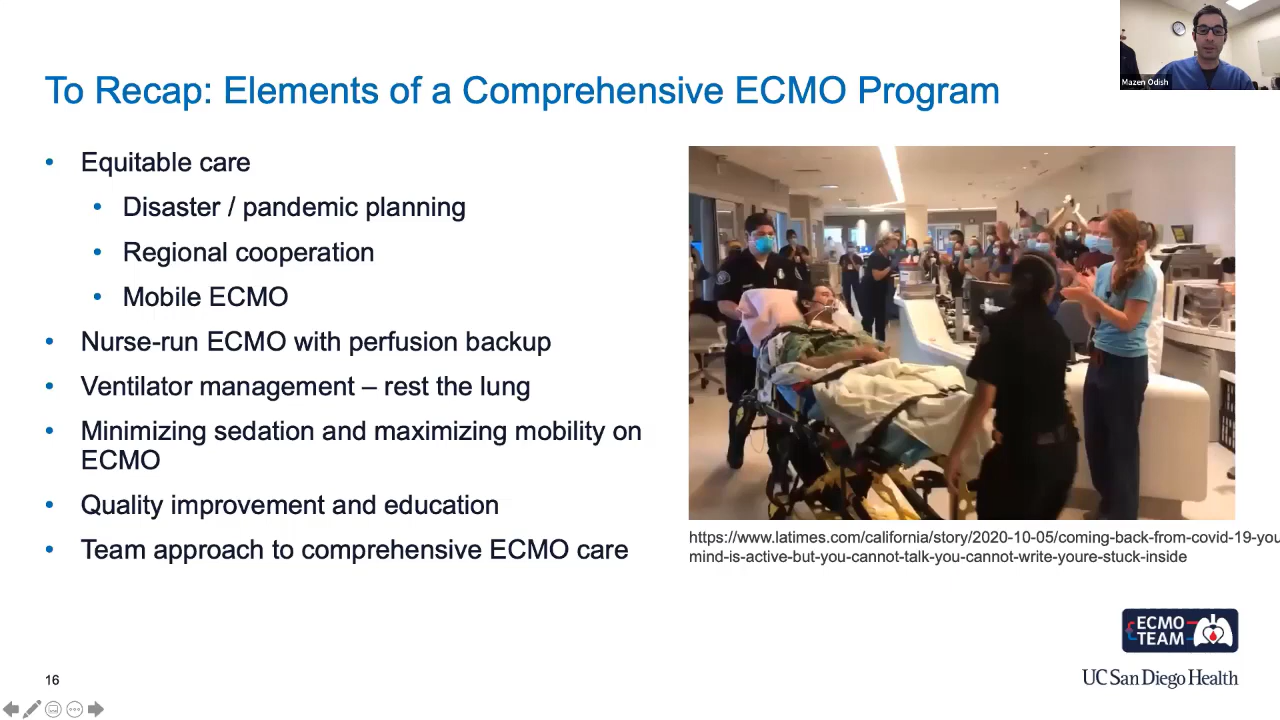 Mazen Odish
To Recap: Elements of a Comprehensive ECMO Program
• Equitable care
• Disaster / pandemic planning
• Regional cooperation
• Mobile ECMO
• Nurse-run ECMO with perfusion backup
• Ventilator management – rest the lung
• Minimizing sedation and maximizing mobility on
ECMO
• Quality improvement and education
• Team approach to comprehensive ECMO care
https://www.latimes.com/california/story/2020-10-05/coming-back-from-covid-19-you
mind-is-active-but-you-cannot-talk-you-cannot-write-youre-stuck-inside
ECMO
TEAM
UC San Diego Health
16